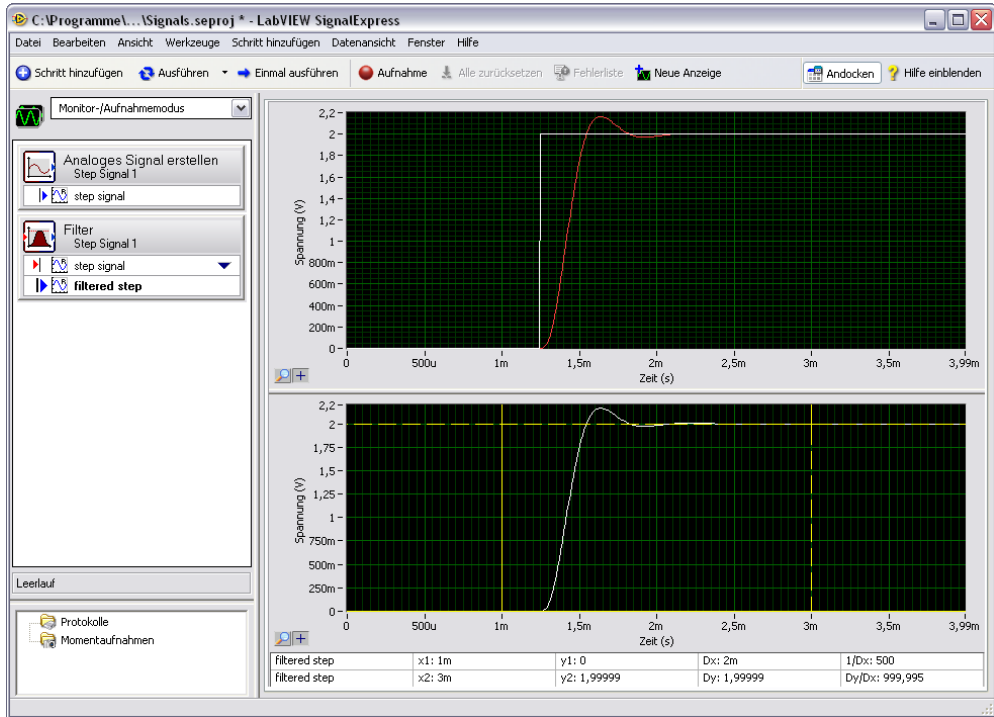 C:\Programme\...\Signals.seproj * - LabVIEW SignalExpress
Datei Bearbeiten Ansicht Werkzeuge Schritt hinzufügen Datenansicht Fenster Hilfe
Schritt hinzufügen Ausführen Einmal ausführen Aufnahme Alle zurücksetzen Fehlerliste Neue Anzeige Andocken Hilfe einblenden
Monitor-/Aufnahmemodus
Analoges Signal erstellen
Step Signal 1
step signal
Filter
Step Signal 1
step signal
filtered step
Leerlauf
Protokolle
Momentaufnahmen
Spannung (V)
2,2
2
1,8
1,6
1,4
1,2
1
800m
600m
400m
200m
0
0 500u 1m 1,5m 2m 2,5m 3m 3,5m 3,99m
Zeit (s)
Spannung (V)
2,2
2
1,75
1,5
1,25
1
750m
500m
250m
0
0 500u 1m 1,5m 2m 2,5m 3m 3,5m 3,99m
Zeit (s)
filtered step x1: 1m y1: 0 Dx: 2m 1/Dx: 500
filtered step x2: 3m y2: 1,99999 Dy: 1,99999 Dy/Dx: 999,995